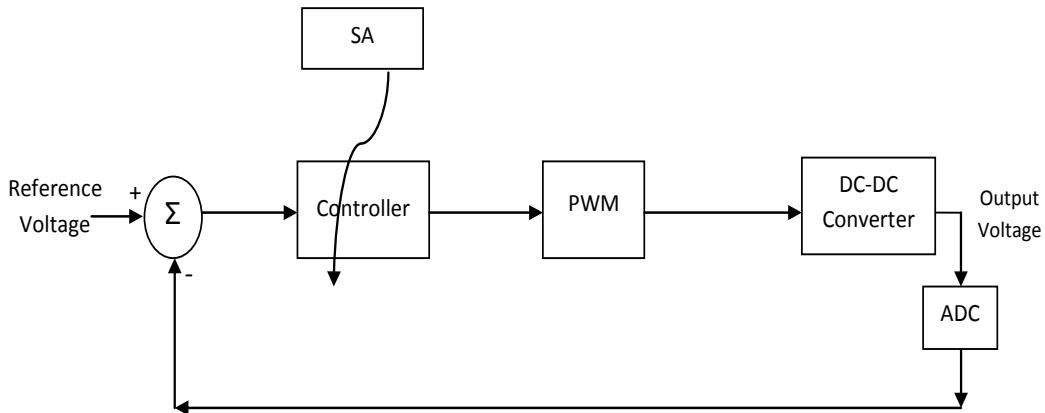 SA
Reference
Voltage
+
Σ
-
Controller
PWM
DC-DC
Converter
Output
Voltage
ADC